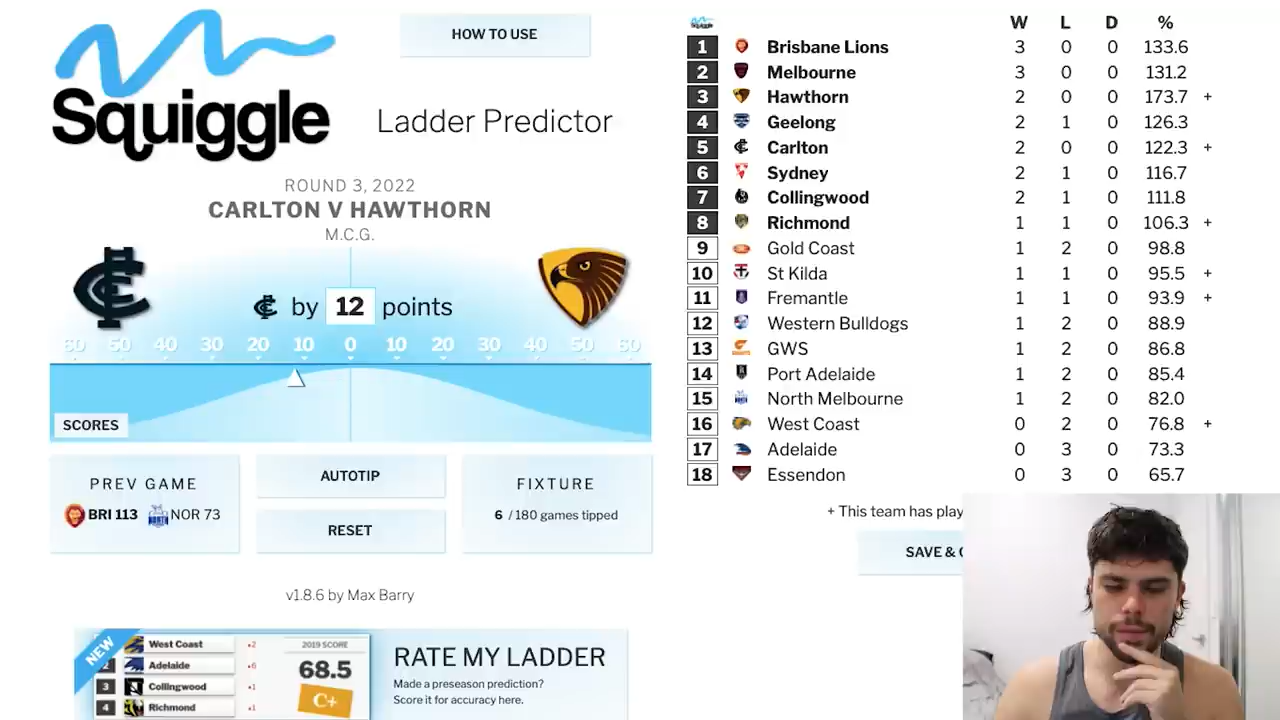 Squiggle
HOW TO USE
Ladder Predictor
ROUND 3, 2022
CARLTON V HAWTHORN
M.C.G.
by 12 points
60 50 40 30 20 10 0 10 20 30 40 50 60
SCORES
PREV GAME
BRI 113 NOR 73
AUTOTIP
RESET
FIXTURE
6 / 180 games tipped
v1.8.6 by Max Barry
NEW
West Coast 2
Adelaide 6
3 Collingwood 1
4 Richmond 1
2019 SCORE
68.5
C+
RATE MY LADDER
Made a preseason prediction?
Score it for accuracy here.
W L D %
1 Brisbane Lions 3 0 0 133.6
2 Melbourne 3 0 0 131.2
3 Hawthorn 2 0 0 173.7 +
4 Geelong 2 1 0 126.3
5 Carlton 2 0 0 122.3 +
6 Sydney 2 1 0 116.7
7 Collingwood 2 1 0 111.8
8 Richmond 1 1 0 106.3 +
9 Gold Coast 1 2 0 98.8
10 St Kilda 1 1 0 95.5 +
11 Fremantle 1 1 0 93.9 +
12 Western Bulldogs 1 2 0 88.9
13 GWS 1 2 0 86.8
14 Port Adelaide 1 2 0 85.4
15 North Melbourne 1 2 0 82.0
16 West Coast 0 2 0 76.8 +
17 Adelaide 0 3 0 73.3
18 Essendon 0 3 0 65.7
+ This team has play
SAVE &